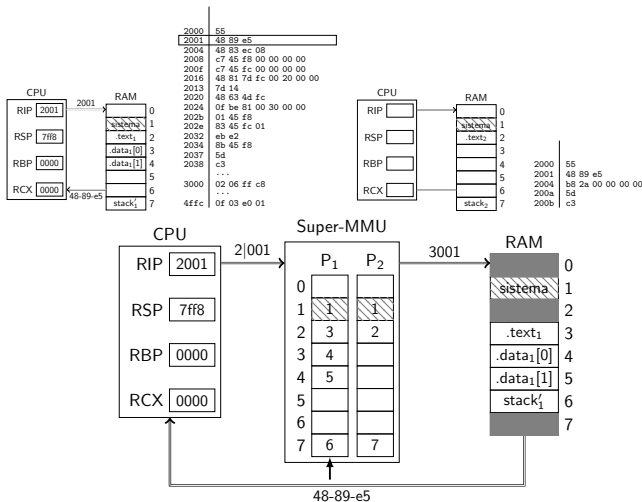 2000 55
2001 48 89 e5
2004 48 83 ec 08
2008 c7 45 f8 00 00 00 00
200f c7 45 fc 00 00 00 00
2016 48 81 7d fc 00 20 00 00
2013 7d 14
2020 48 63 4d fc
2024 0f be 81 00 30 00 00
202b 01 45 f8
202e 83 45 fc 01
2032 eb e2
2034 8b 45 f8
2037 5d
2038 c3
...
3000 02 06 ff c8
...
4ffc 0f 03 e0 01
CPU
RIP 2001
RSP 7ff8
RBP 0000
RCX 0000
2001
48-89-e5
RAM
0
sistema 1
.text1 2
.data1[0] 3
.data1[1] 4
5
6
stack′1 7
CPU
RIP
RSP
RBP
RCX
RAM
0
sistema 1
.text2 2
3
4
5
6
stack2 7
2000 55
2001 48 89 e5
2004 b8 2a 00 00 00 00
200a 5d
200b c3
CPU
RIP 2001
RSP 7ff8
RBP 0000
RCX 0000
2|001
Super-MMU
P1 P2
0
1 1 1
2 3 2
3 4
4 5
5
6
7 6 7
3001
RAM
0
sistema 1
2
.text1 3
.data1[0] 4
.data1[1] 5
stack′1 6
7
48-89-e5